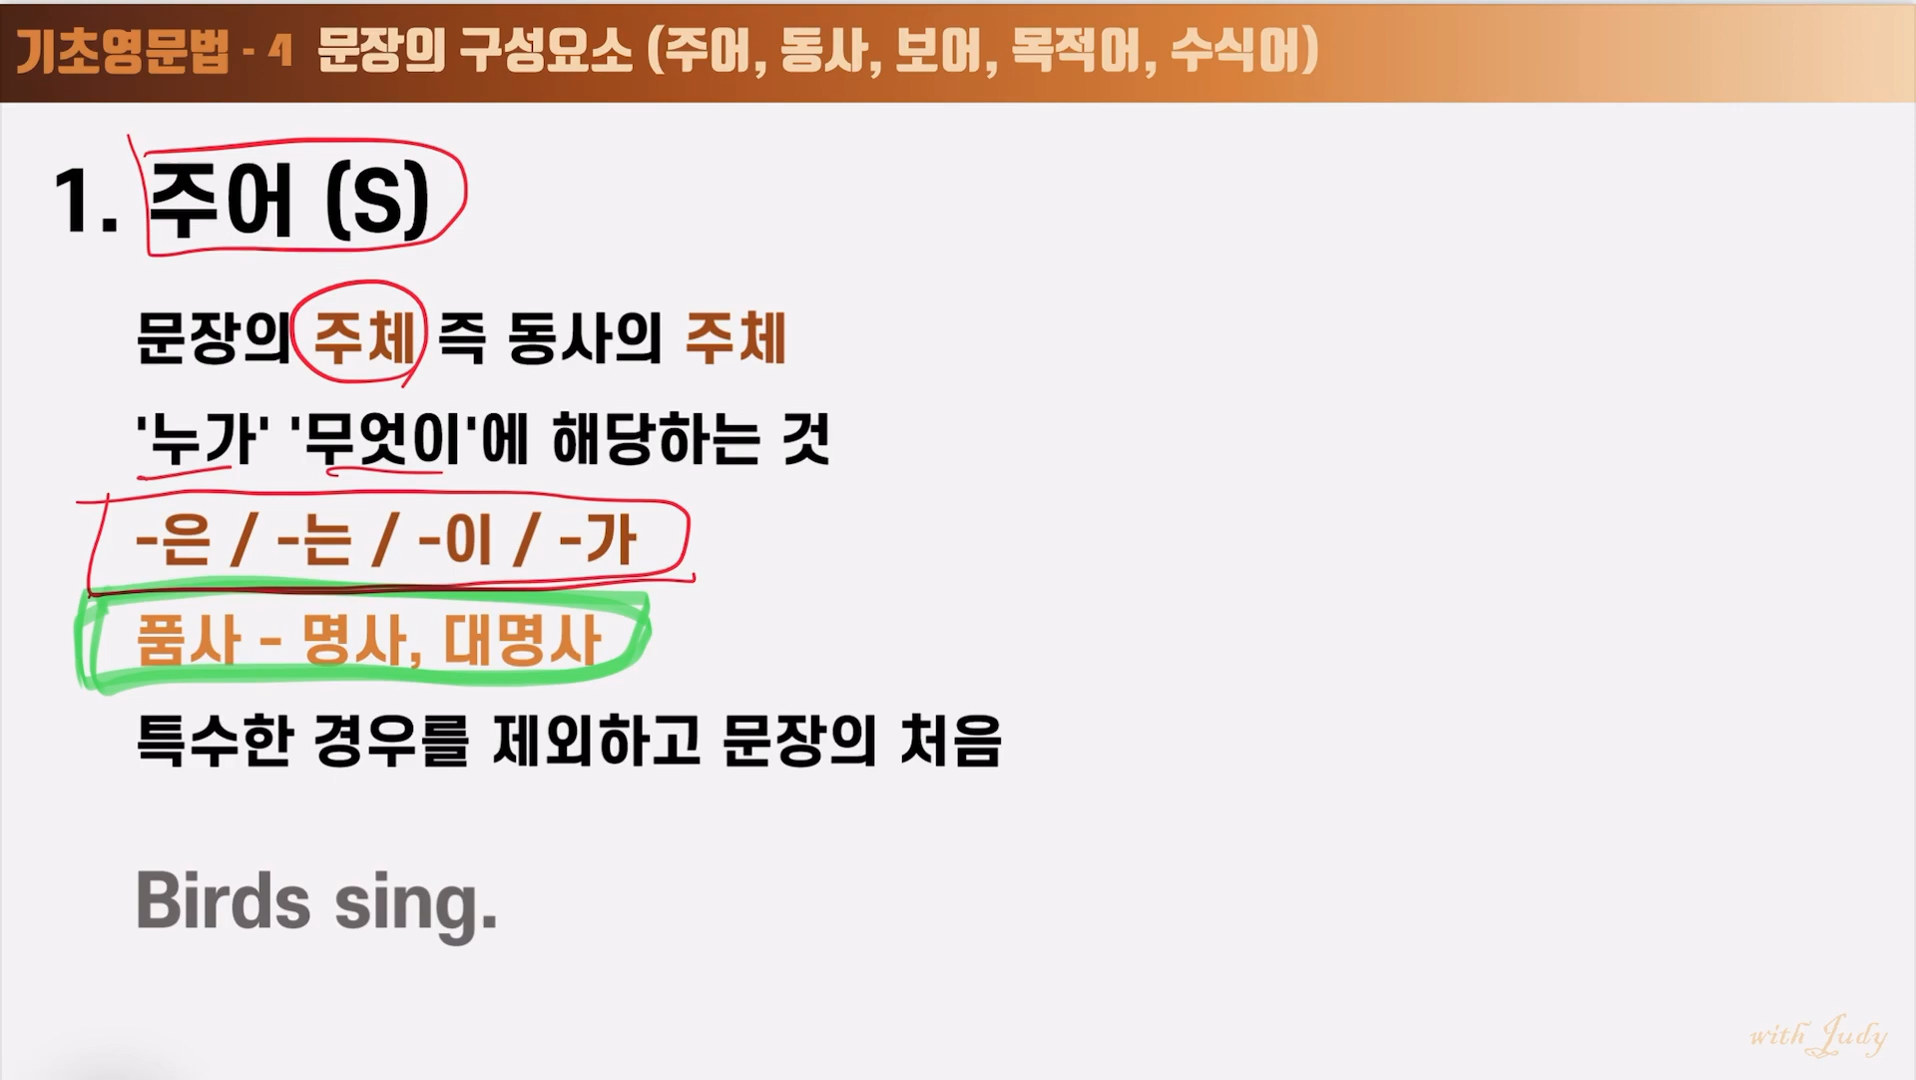 기초영문법 - 4 문장의 구성요소 (주어, 동사, 보어, 목적어, 수식어)
1. 주어 (S)
문장의 주체 즉 동사의 주체
'누가' '무엇이'에 해당하는 것
-은 / -는 / -이 / -가
품사 - 명사, 대명사
특수한 경우를 제외하고 문장의 처음
Birds sing.
with Judy